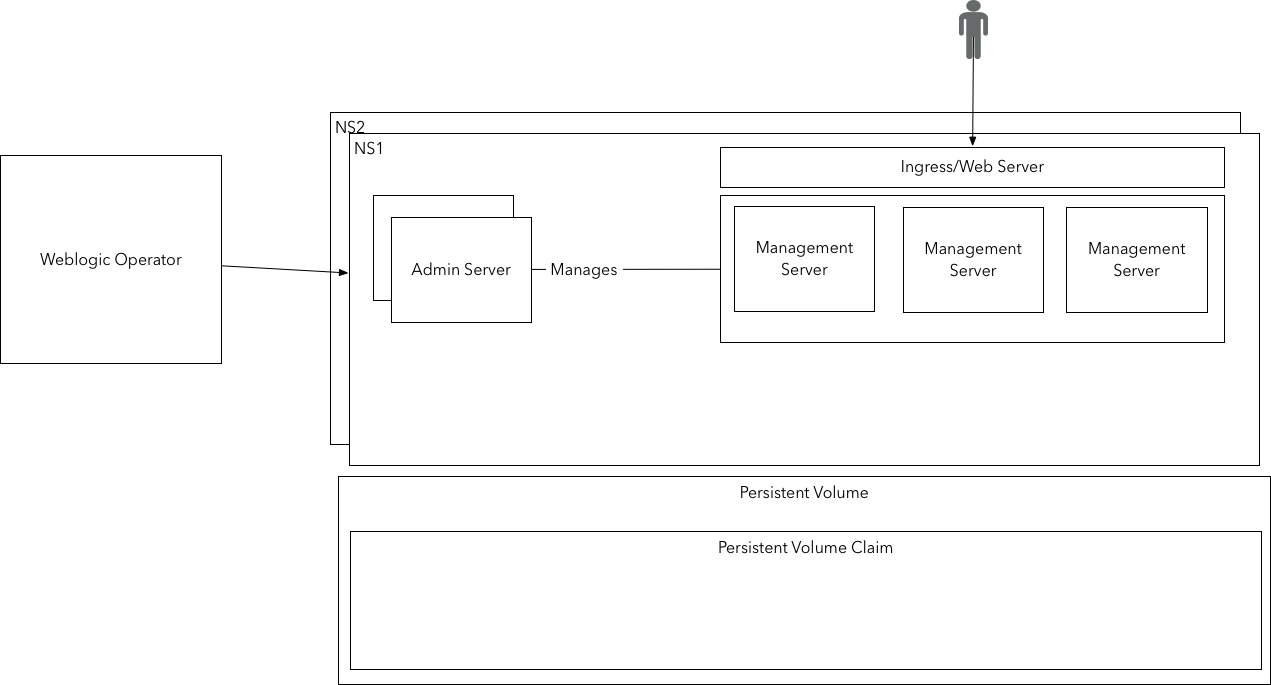 NS2
NS1
Ingress/Web Server
Weblogic Operator
Admin Server
Manages
Management
Server
Management
Server
Management
Server
Persistent Volume
Persistent Volume Claim